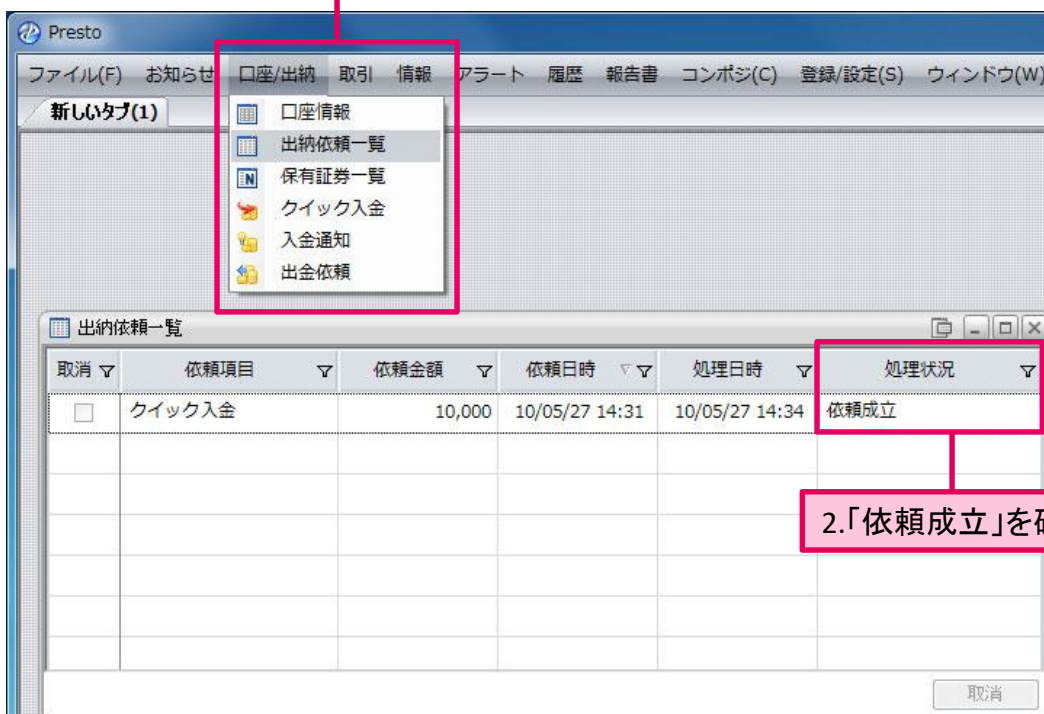 Presto
ファイル(F) お知らせ 口座/出納 取引 情報 アラート 履歴 報告書 コンポジ(C) 登録/設定(S) ウィンドウ(W)
新しいタブ(1)
口座情報
出納依頼一覧
保有証券一覧
クイック入金
入金通知
出金依頼
出納依頼一覧
取消 依頼項目 依頼金額 依頼日時 処理日時 処理状況
クイック入金 10,000 10/05/27 14:31 10/05/27 14:34 依頼成立
2.「依頼成立」を
取消